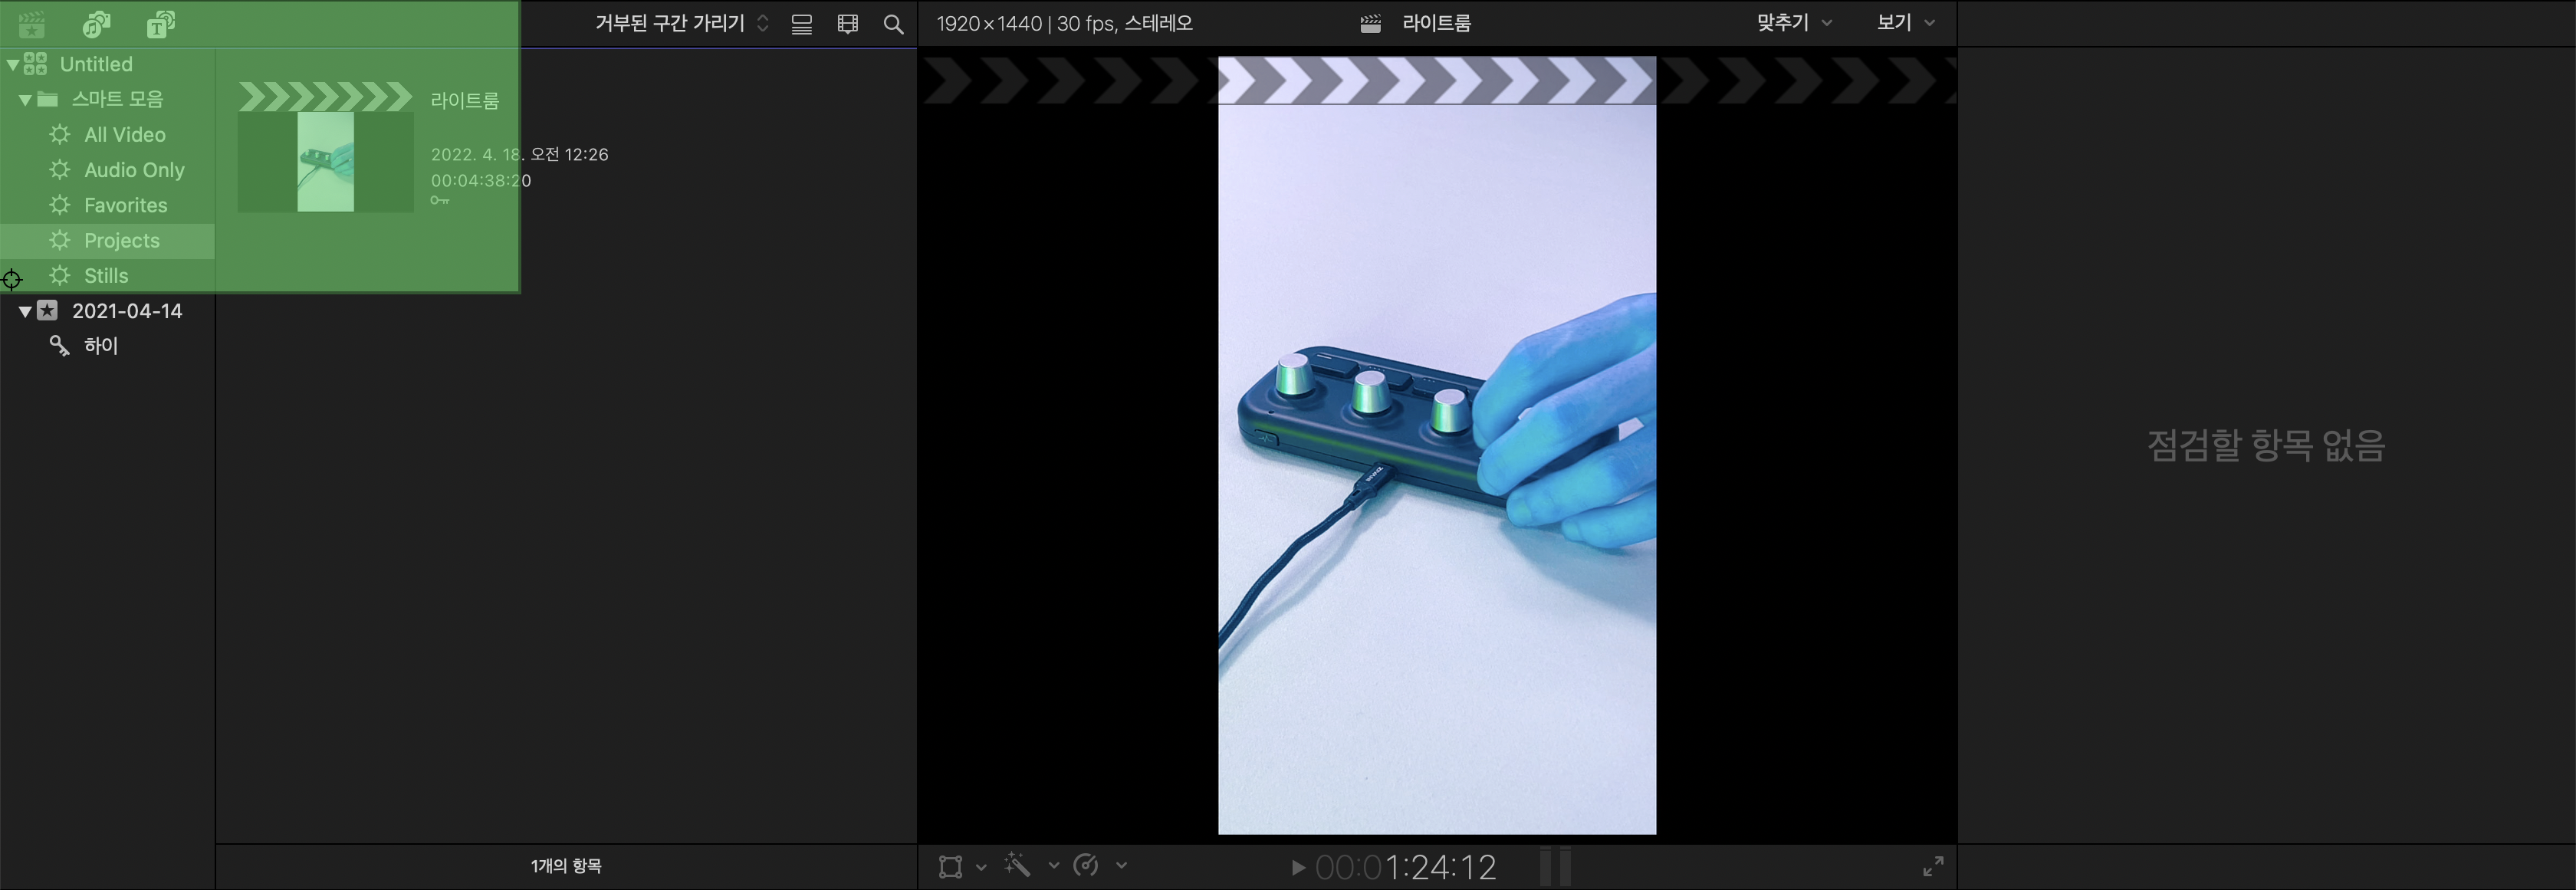 거부된 구간 가리기
1920×1440 | 30 fps, 스테레오
라이트룸
맞추기
보기
Untitled
스마트 모음
All Video
Audio Only
Favorites
Projects
Stills
2021-04-14
하이
라이트룸
2022. 4. 18. 오전 12:26
00:04:38:20
점검할 항목 없음
1개의 항목
00:01:24:12